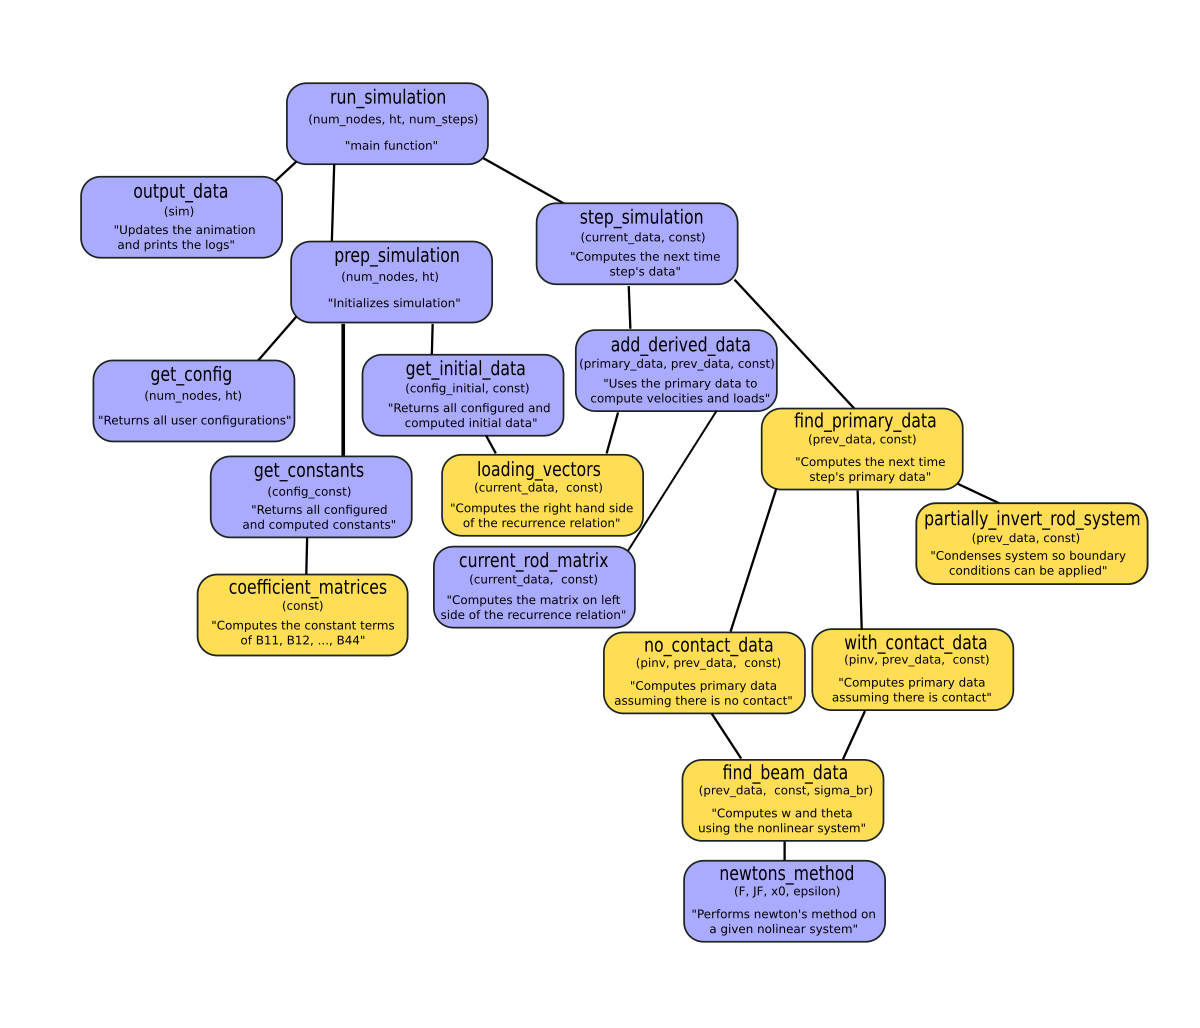 run_simulation
(num_nodes, ht, num_steps)
"main function"
output_data
(sim)
"Updates the animation
and prints the logs"
step_simulation
(current_data, const)
"Computes the next time
step's data"
prep_simulation
(num_nodes, ht)
"Initializes simulation"
add_derived_data
(primary_data, prev_data, const)
"Uses the primary data to
compute velocities and loads"
get_config
(num_nodes, ht)
"Returns all user configurations"
get_initial_data
(config_initial, const)
"Returns all configured and
computed initial data"
find_primary_data
(prev_data, const)
"Computes the next time
step's primary data"
get_constants
(config_const)
"Returns all configured
and computed constants"
loading_vectors
(current_data,  const)
"Computes the right hand side
of the recurrence relation"
partially_invert_rod_system
(prev_data, const)
"Condenses system so boundary
conditions can be applied"
current_rod_matrix
(current_data,  const)
"Computes the matrix on left
side of the recurrence relation"
coefficient_matrices
(const)
"Computes the constant terms
of B11, B12, ..., B44"
no_contact_data
(pinv, prev_data,  const)
"Computes primary data
assuming there is no contact"
with_contact_data
(pinv, prev_data,  const)
"Computes primary data
assuming there is contact"
find_beam_data
(prev_data,  const, sigma_br)
"Computes w and theta
using the nonlinear system"
newtons_method
(F, JF, x0, epsilon)
"Performs newton's method on
a given nolinear system"